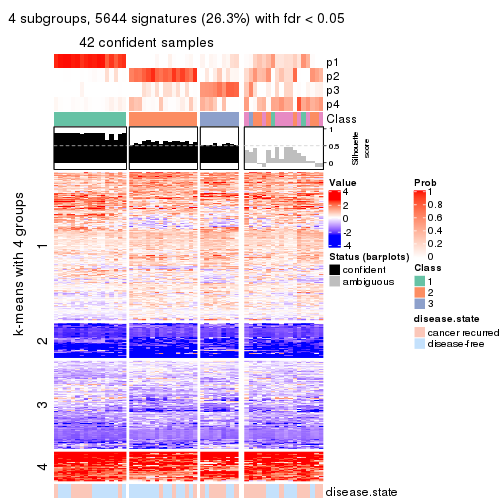 4 subgroups, 5644 signatures (26.3%) with fdr < 0.05
42 confident samples
p1
p2
p3
p4
Class
1
0.5
0
Silhouette
score
k-means with 4 groups
1
2
3
4
disease.state
Value
4
2
0
-2
-4
Status (barplots)
confident
ambiguous
Prob
1
0.8
0.6
0.4
0.2
0
Class
1
2
3
disease.state
cancer recurred
disease-free